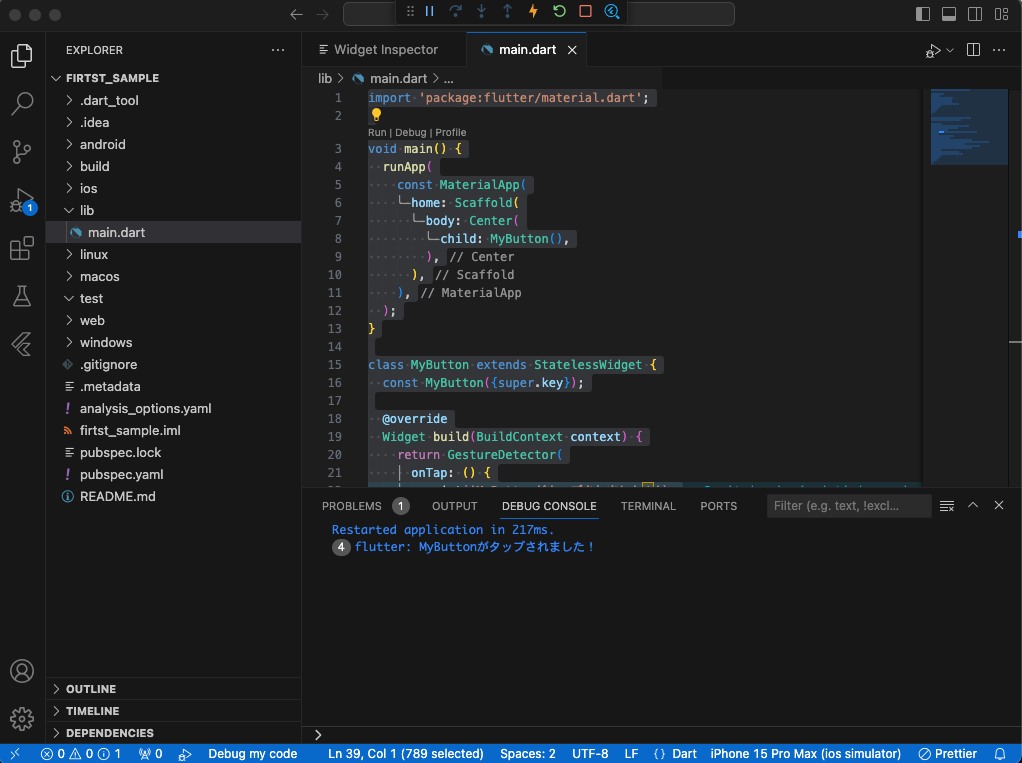 EXPLORER
FIRTST_SAMPLE
.dart_tool
.idea
android
build
ios
lib
main.dart
linux
macos
test
web
windows
.gitignore
.metadata
analysis_options.yaml
firtst_sample.iml
pubspec.lock
pubspec.yaml
README.md
OUTLINE
TIMELINE
DEPENDENCIES
1
Widget Inspector
main.dart
lib > main.dart > ...
1 import 'package:flutter/material.dart';
2
Run | Debug | Profile
3 void main() {
4 runApp(
5 const MaterialApp(
6 home: Scaffold(
7 body: Center(
8 child: MyButton(),
9 ), // Center
10 ), // Scaffold
11 ), // MaterialApp
12 );
13 }
14
15 class MyButton extends StatelessWidget {
16 const MyButton({super.key});
17
18 @override
19 Widget build(BuildContext context) {
20 return GestureDetector(
21 onTap: () {
PROBLEMS 1 OUTPUT DEBUG CONSOLE TERMINAL PORTS Filter (e.g. text, !excl...
Restarted application in 217ms.
4 flutter: MyButtonがタップされました！
0 0 1 0 Debug my code Ln 39, Col 1 (789 selected) Spaces: 2 UTF-8 LF {} Dart iPhone 15 Pro Max (ios simulator) Prettier